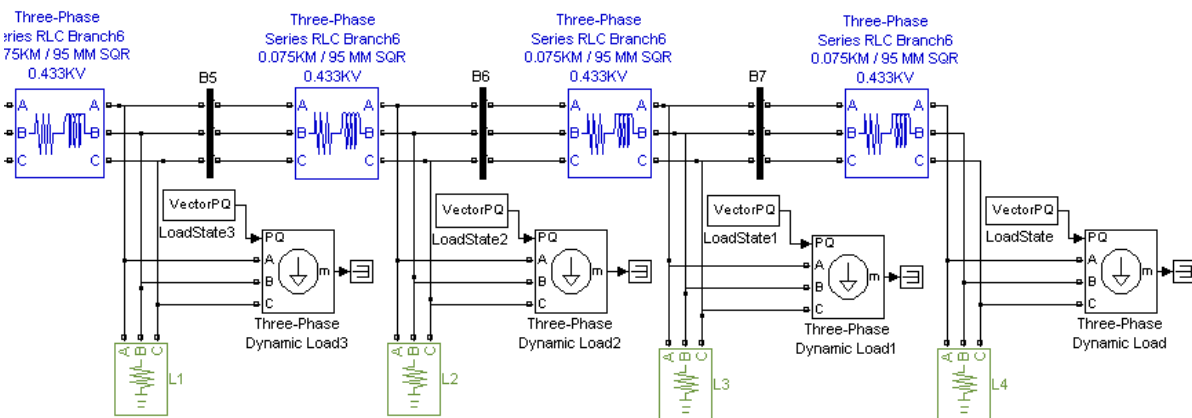 Three-Phase
eries RLC Branch6
75KM / 95 MM SQR
0.433KV
A A
B B
C C
B5
Three-Phase
Series RLC Branch6
0.075KM / 95 MM SQR
0.433KV
A A
B B
C C
B6
Three-Phase
Series RLC Branch6
0.075KM / 95 MM SQR
0.433KV
A A
B B
C C
B7
Three-Phase
Series RLC Branch6
0.075KM / 95 MM SQR
0.433KV
A A
B B
C C
VectorPQ
LoadState3
PQ
A
B
C
m
Three-Phase
Dynamic Load3
A B C
L1
VectorPQ
LoadState2
PQ
A
B
C
m
Three-Phase
Dynamic Load2
A B C
L2
VectorPQ
LoadState1
PQ
A
B
C
m
Three-Phase
Dynamic Load1
A B C
L3
VectorPQ
LoadState
PQ
A
B
C
m
Three-Phase
Dynamic Load
A B C
L4